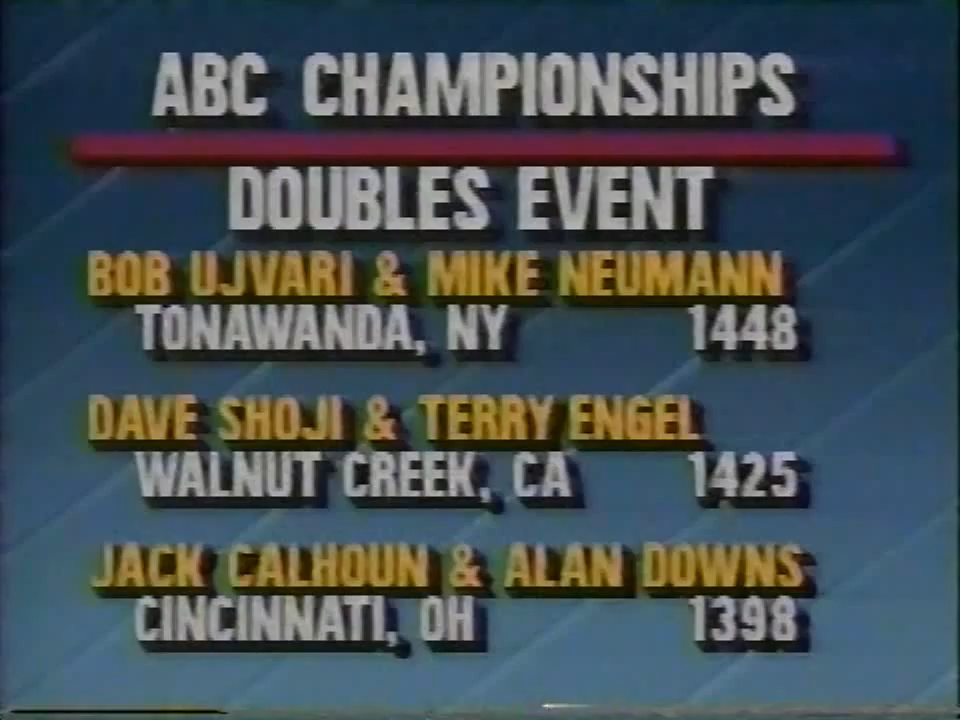 ABC CHAMPIONSHIPS
DOUBLES EVENT
BOB UJVARI & MIKE NEUMANN
TONAWANDA, NY 1448
DAVE SHOJI & TERRY ENGEL
WALNUT CREEK, CA 1425
JACK CALHOUN & ALAN DOWNS
CINCINNATI, OH 1398